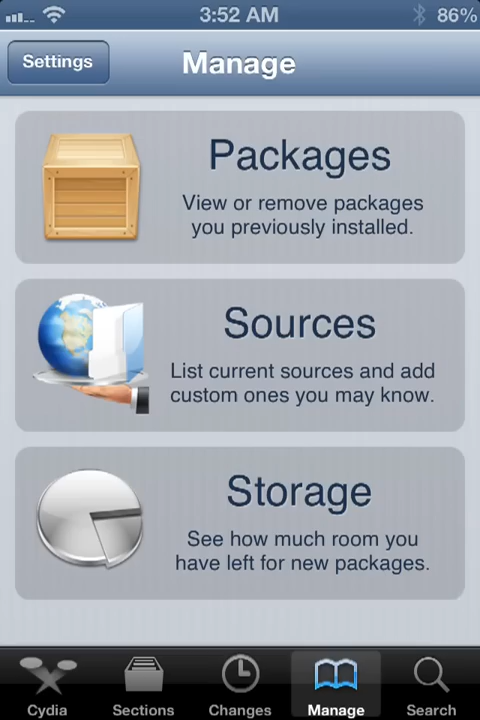 3:52 AM 86%
Settings Manage
Packages
View or remove packages
you previously installed.
Sources
List current sources and add
custom ones you may know.
Storage
See how much room you
have left for new packages.
Cydia Sections Changes Manage Search